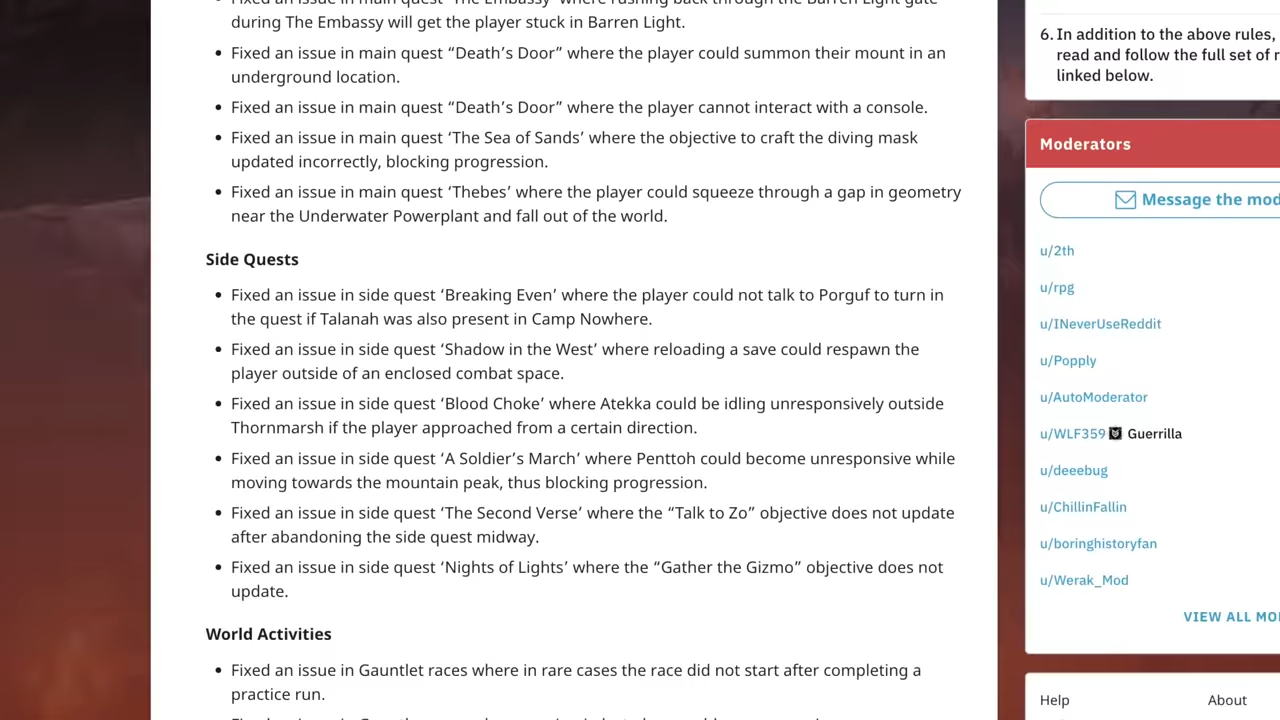 Fixed an issue in main quest ‘The Embassy’ where rushing back through the Barren Light gate
during The Embassy will get the player stuck in Barren Light.
Fixed an issue in main quest “Death’s Door” where the player could summon their mount in an
underground location.
Fixed an issue in main quest “Death’s Door” where the player cannot interact with a console.
Fixed an issue in main quest ‘The Sea of Sands’ where the objective to craft the diving mask
updated incorrectly, blocking progression.
Fixed an issue in main quest ‘Thebes’ where the player could squeeze through a gap in geometry
near the Underwater Powerplant and fall out of the world.
Side Quests
Fixed an issue in side quest ‘Breaking Even’ where the player could not talk to Porguf to turn in
the quest if Talanah was also present in Camp Nowhere.
Fixed an issue in side quest ‘Shadow in the West’ where reloading a save could respawn the
player outside of an enclosed combat space.
Fixed an issue in side quest ‘Blood Choke’ where Atekka could be idling unresponsively outside
Thornmarsh if the player approached from a certain direction.
Fixed an issue in side quest ‘A Soldier’s March’ where Penttoh could become unresponsive while
moving towards the mountain peak, thus blocking progression.
Fixed an issue in side quest ‘The Second Verse’ where the “Talk to Zo” objective does not update
after abandoning the side quest midway.
Fixed an issue in side quest ‘Nights of Lights’ where the “Gather the Gizmo” objective does not
update.
World Activities
Fixed an issue in Gauntlet races where in rare cases the race did not start after completing a
practice run.
6. In addition to the above rules,
read and follow the full set of r
linked below.
Moderators
Message the mod
u/2th
u/rpg
u/INeverUseReddit
u/Popply
u/AutoModerator
u/WLF359 Guerrilla
u/deeebug
u/ChillinFallin
u/boringhistoryfan
u/Werak_Mod
VIEW ALL MO
Help About